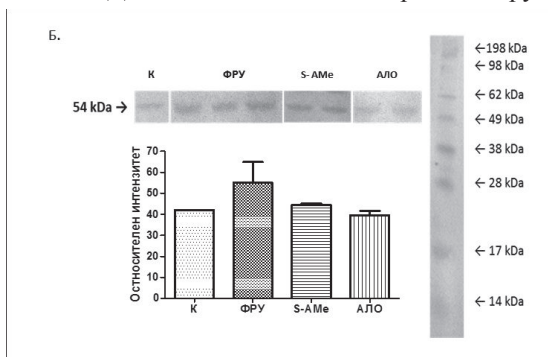 Б.
К ФРУ S-AMe АЛО
54 kDa →
←198 kDa
←98 kDa
←62 kDa
←49 kDa
←38 kDa
←28 kDa
←17 kDa
←14 kDa
Остносителен интензитет
70
60
50
40
30
20
10
0
К ФРУ S-AMe АЛО